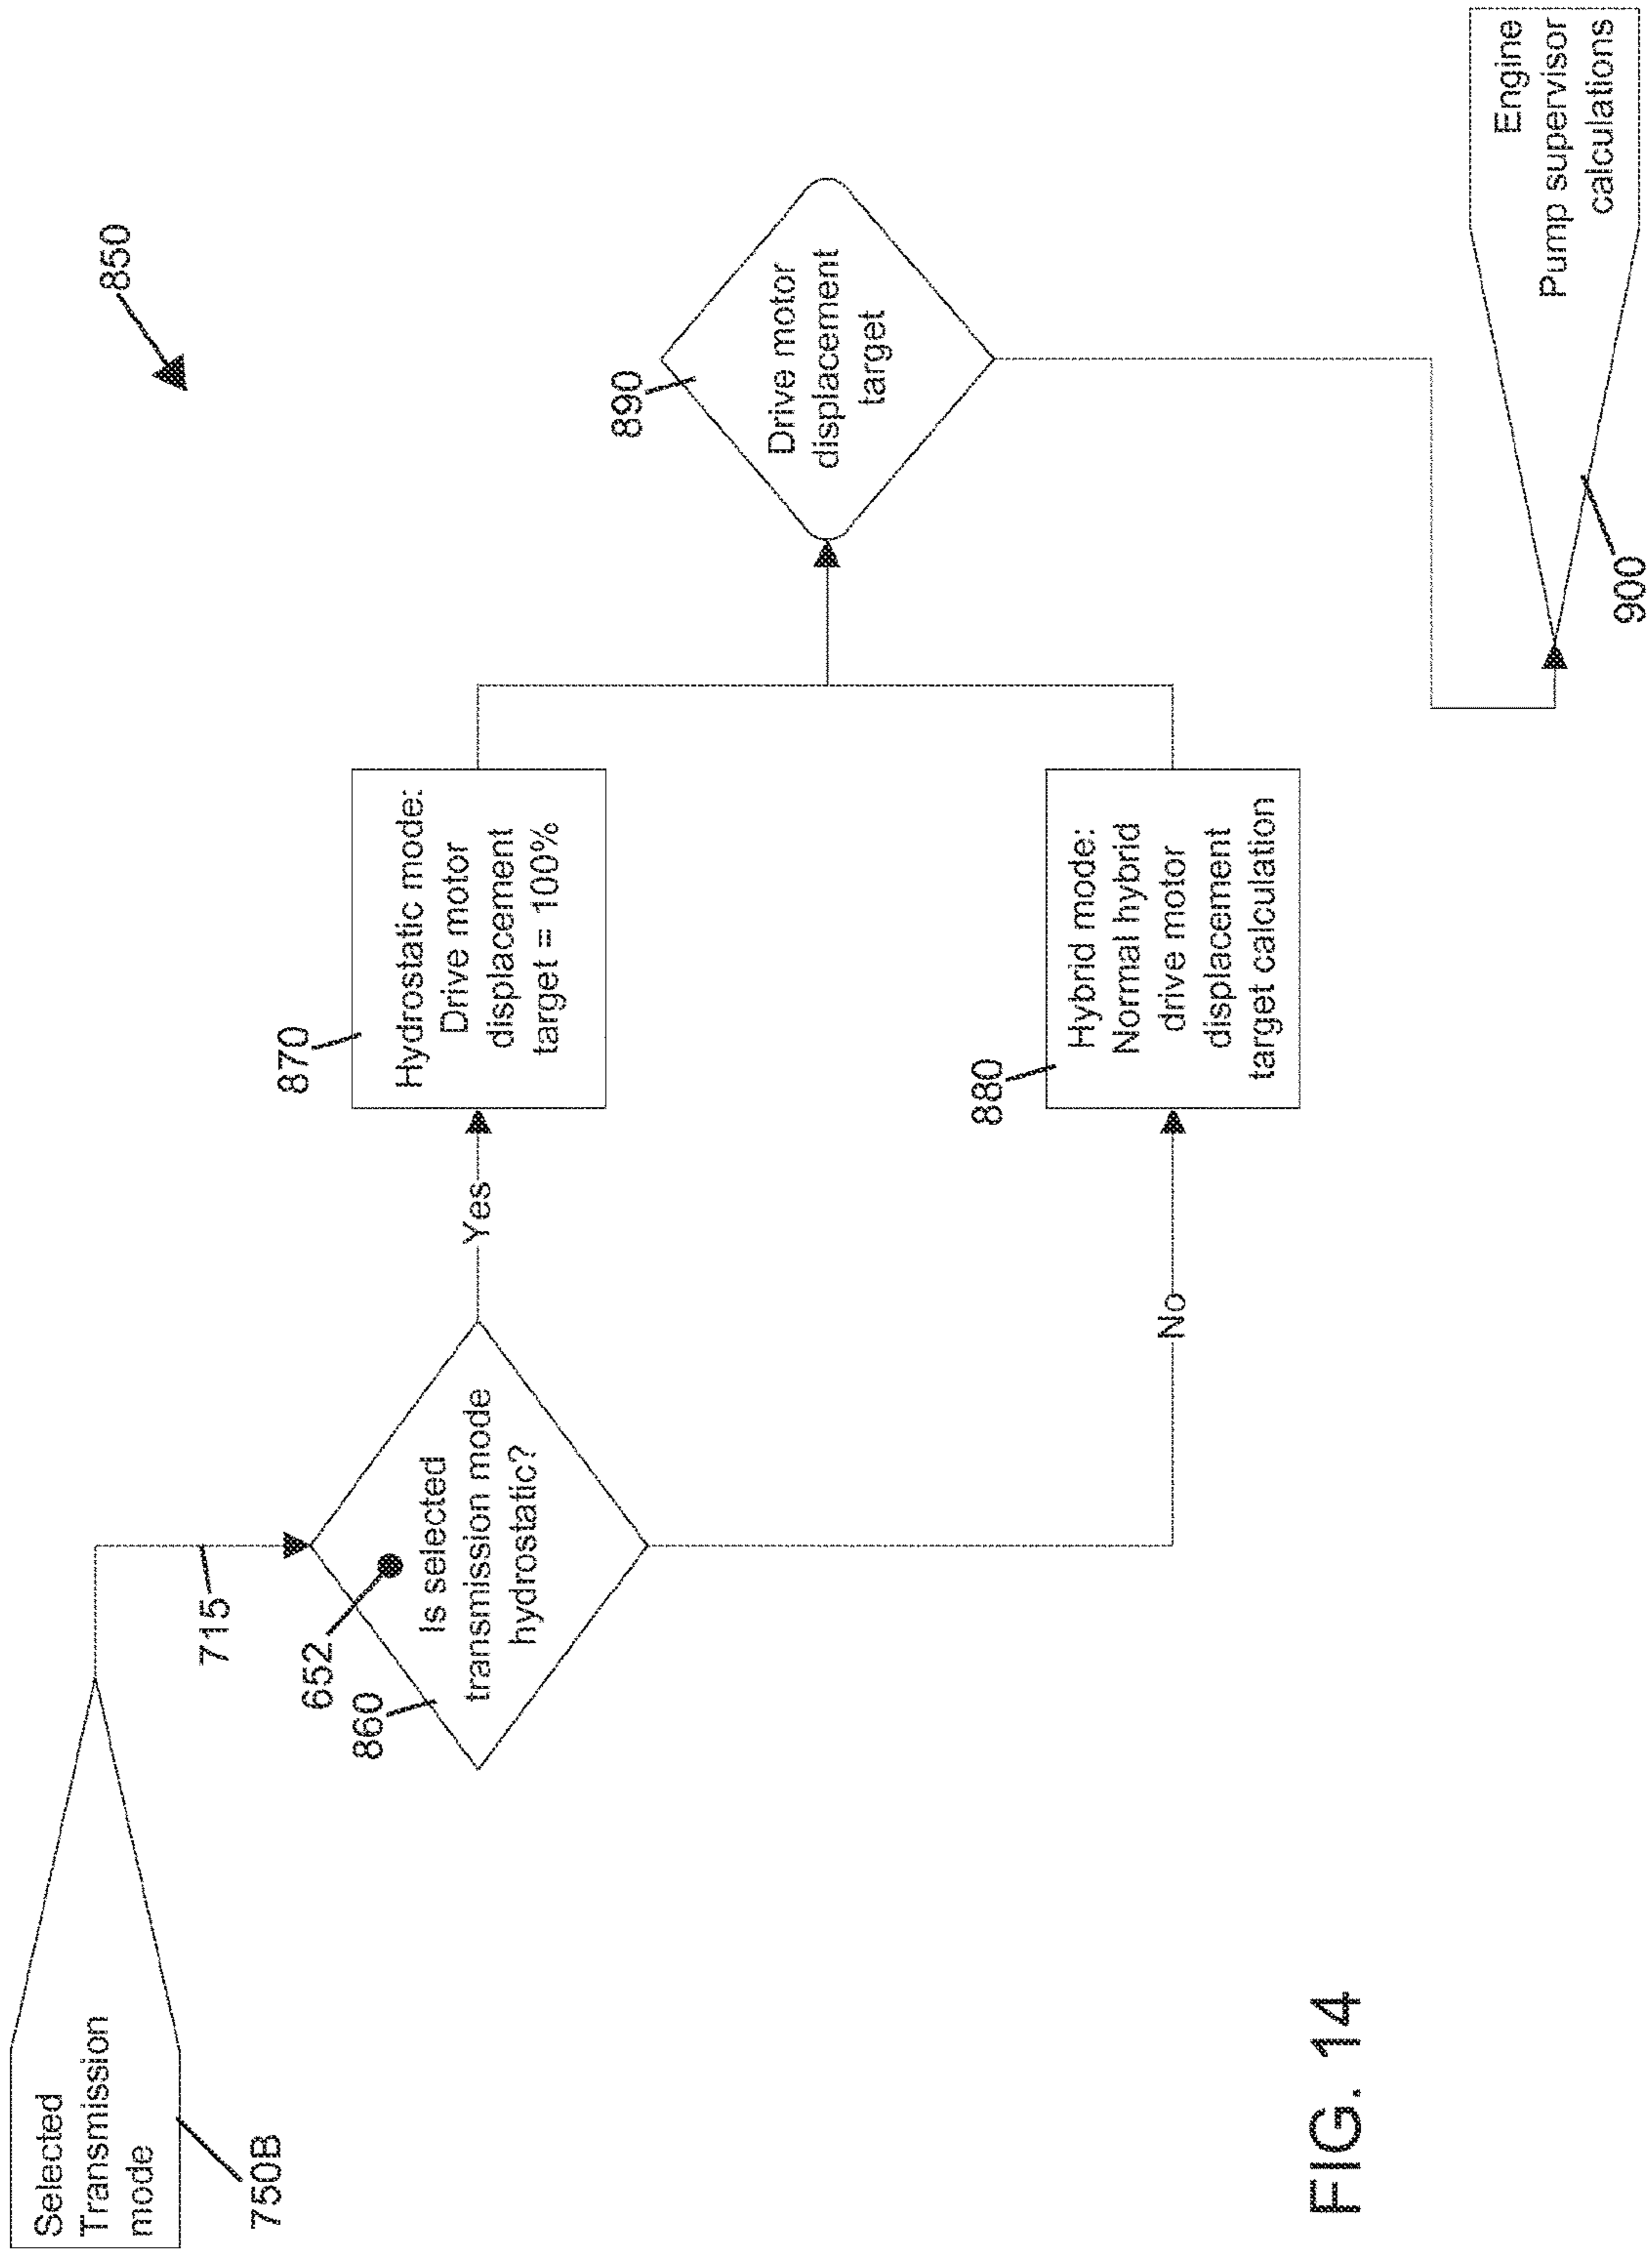 850
Selected
Transmission
mode
750B
715
652
860
Is selected
transmission mode
hydrostatic?
Yes
No
870
Hydrostatic mode:
Drive motor
displacement
target = 100%
880
Hybrid mode:
Normal hybrid
drive motor
displacement
target calculation
890
Drive motor
displacement
target
Engine
Pump supervisor
calculations
900
FIG. 14